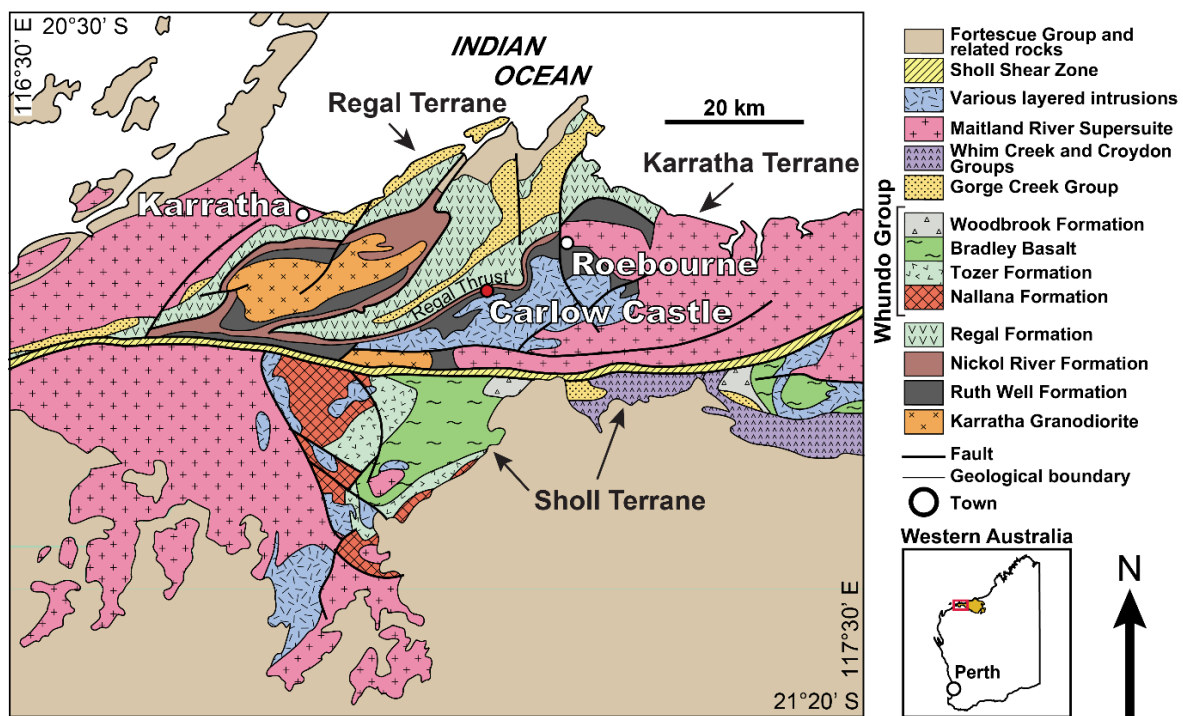 20°30’ S
116°30’ E
INDIAN
OCEAN
Regal Terrane
20 km
Karratha Terrane
Karratha
Roebourne
Regal Thrust
Carlow Castle
Sholl Terrane
117°30’ E
21°20’ S
Fortescue Group and
related rocks
Sholl Shear Zone
Various layered intrusions
Maitland River Supersuite
Whim Creek and Croydon
Groups
Gorge Creek Group
Whundo Group
Woodbrook Formation
Bradley Basalt
Tozer Formation
Nallana Formation
Regal Formation
Nickol River Formation
Ruth Well Formation
Karratha Granodiorite
Fault
Geological boundary
Town
Western Australia
Perth
N